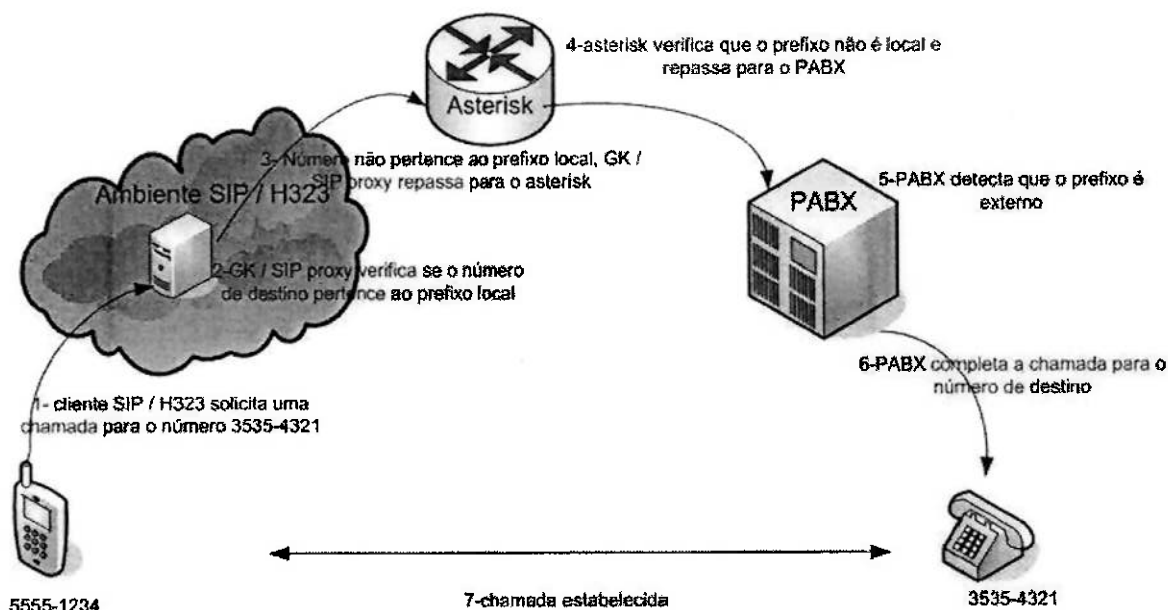 4-asterisk verifica que o prefixo não é local e
repassa para o PABX
Asterisk
3- Número não pertence ao prefixo local, GK /
SIP proxy repassa para o asterisk
Ambiente SIP / H323
PABX
5-PABX detecta que o prefixo é
externo
2-GK / SIP proxy verifica se o número
de destino pertence ao prefixo local
6-PABX completa a chamada para o
número de destino
1- cliente SIP / H323 solicita uma
chamada para o número 3535-4321
5555-1234
7-chamada estabelecida
3535-4321